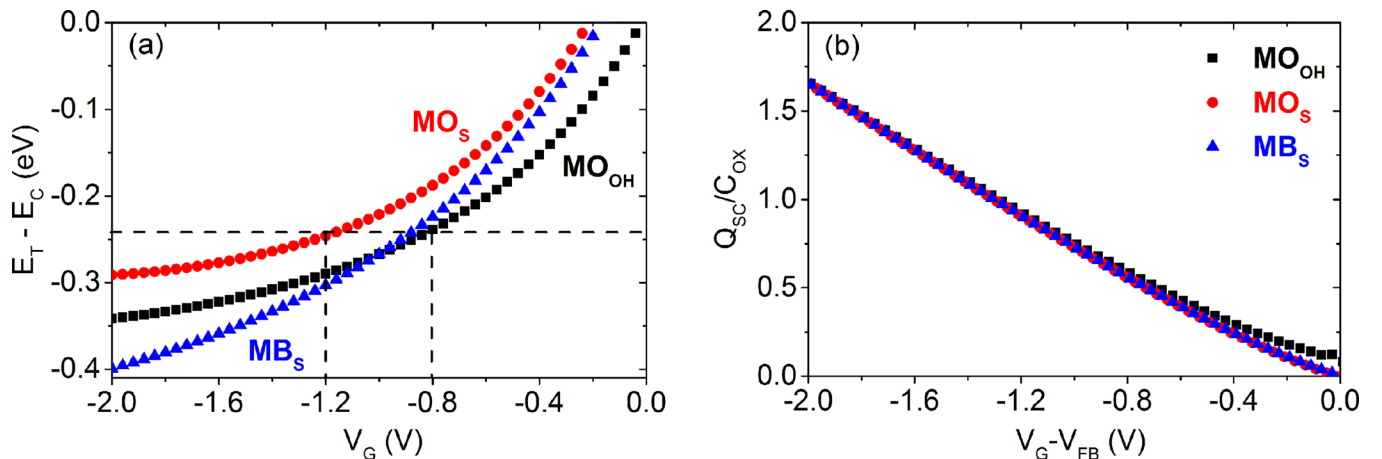 (a)
E_T - E_C (eV)
0.0
-0.1
-0.2
-0.3
-0.4
MO_S
MO_OH
MB_S
-2.0 -1.6 -1.2 -0.8 -0.4 0.0
V_G (V)
(b)
Q_SC/C_OX
2.0
1.5
1.0
0.5
0.0
MO_OH
MO_S
MB_S
-2.0 -1.6 -1.2 -0.8 -0.4 0.0
V_G-V_FB (V)